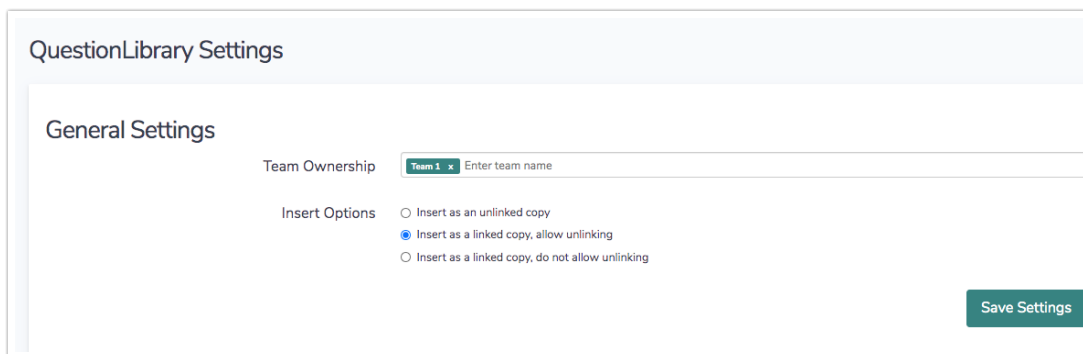 QuestionLibrary Settings
General Settings
Team Ownership Team 1 x Enter team name
Insert Options Insert as an unlinked copy
Insert as a linked copy, allow unlinking
Insert as a linked copy, do not allow unlinking
Save Settings